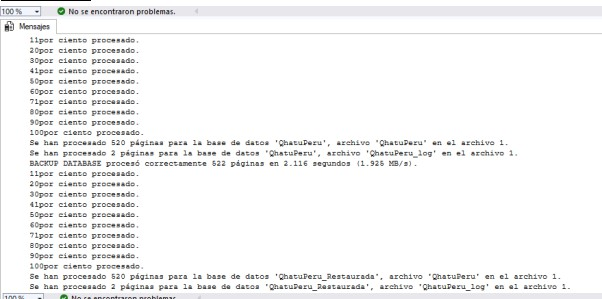 100 %
No se encontraron problemas.
Mensajes
11por ciento procesado.
20por ciento procesado.
30por ciento procesado.
41por ciento procesado.
50por ciento procesado.
60por ciento procesado.
71por ciento procesado.
80por ciento procesado.
90por ciento procesado.
100por ciento procesado.
Se han procesado 520 páginas para la base de datos 'QhatuPeru', archivo 'QhatuPeru' en el archivo 1.
Se han procesado 2 páginas para la base de datos 'QhatuPeru', archivo 'QhatuPeru_log' en el archivo 1.
BACKUP DATABASE procesó correctamente 522 páginas en 2.116 segundos (1.925 MB/s).
11por ciento procesado.
20por ciento procesado.
30por ciento procesado.
41por ciento procesado.
50por ciento procesado.
60por ciento procesado.
71por ciento procesado.
80por ciento procesado.
90por ciento procesado.
100por ciento procesado.
Se han procesado 520 páginas para la base de datos 'QhatuPeru_Restaurada', archivo 'QhatuPeru' en el archivo 1.
Se han procesado 2 páginas para la base de datos 'QhatuPeru_Restaurada', archivo 'QhatuPeru_log' en el archivo 1.
100 %
No se encontraron problemas